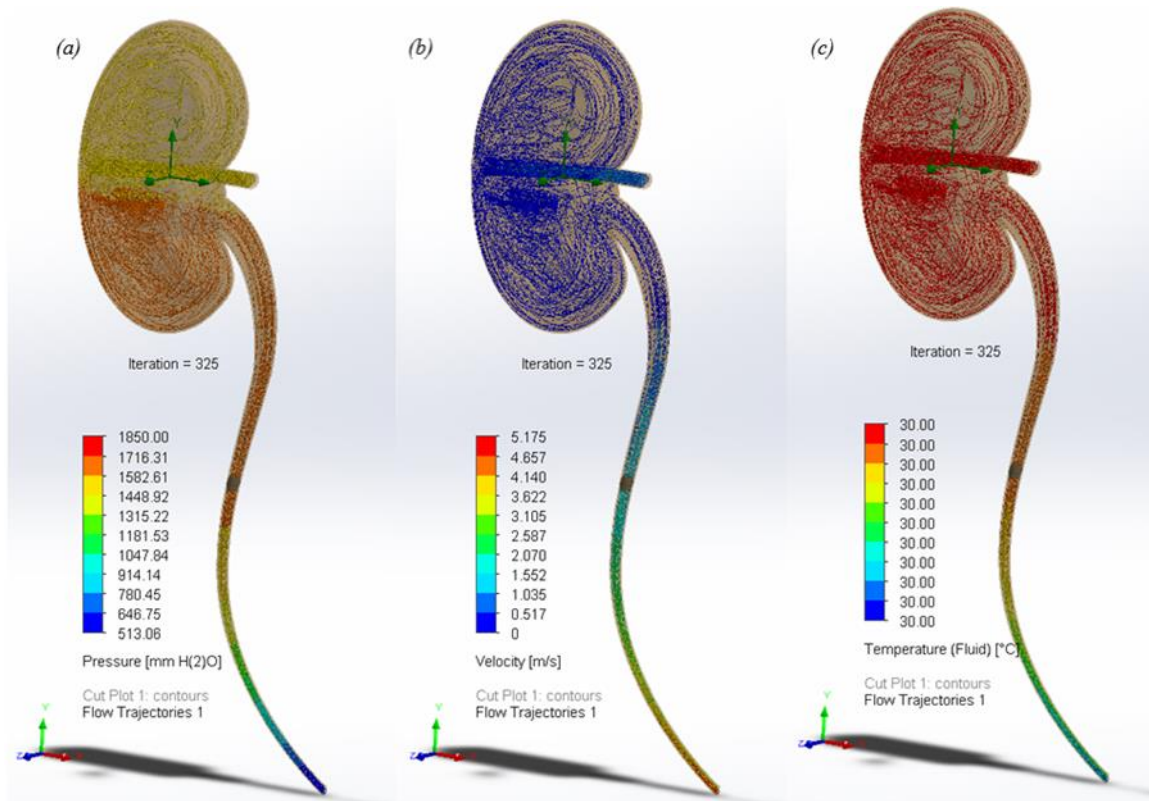 (a)
Iteration = 325
1850.00
1716.31
1582.61
1448.92
1315.22
1181.53
1047.84
914.14
780.45
646.75
513.06
Pressure [mm H(2)O]
Cut Plot 1: contours
Flow Trajectories 1
Y
Y
Z
X
(b)
Iteration = 325
5.175
4.657
4.140
3.622
3.105
2.587
2.070
1.552
1.035
0.517
0
Velocity [m/s]
Cut Plot 1: contours
Flow Trajectories 1
Y
Y
Z
X
(c)
Iteration = 325
30.00
30.00
30.00
30.00
30.00
30.00
30.00
30.00
30.00
30.00
30.00
Temperature (Fluid) [°C]
Cut Plot 1: contours
Flow Trajectories 1
Y
Y
Z
X